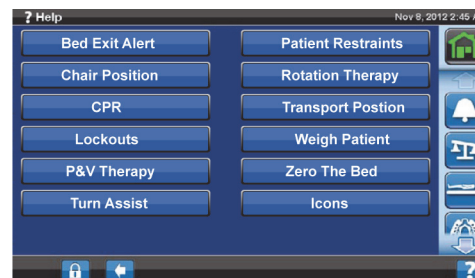 ? Help
Nov 8, 2012 2:45
Bed Exit Alert
Patient Restraints
Chair Position
Rotation Therapy
CPR
Transport Postion
Lockouts
Weigh Patient
P&V Therapy
Zero The Bed
Turn Assist
Icons
?